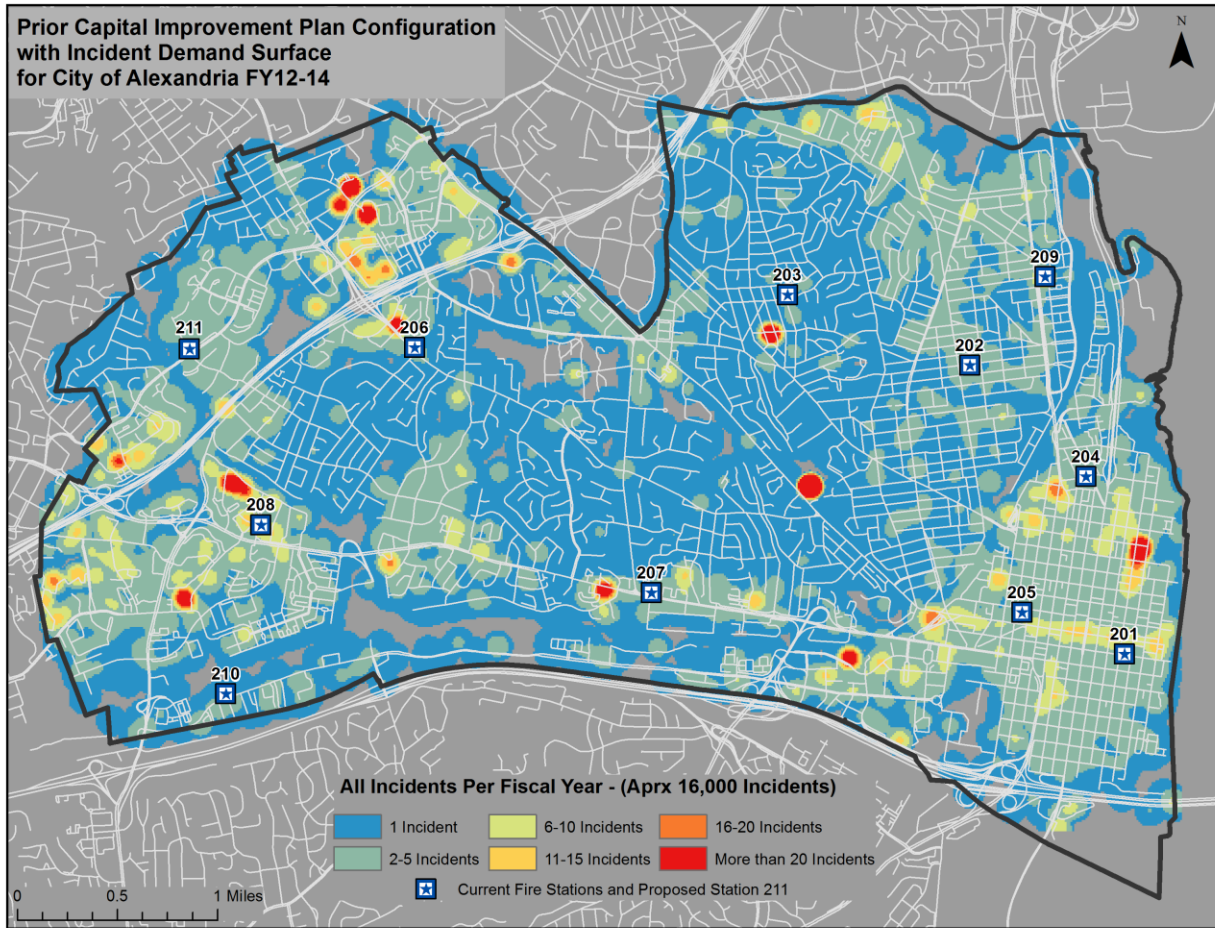 Prior Capital Improvement Plan Configuration
with Incident Demand Surface
for City of Alexandria FY12-14
N
203
209
211
206
202
204
208
207
205
201
210
All Incidents Per Fiscal Year - (Aprx 16,000 Incidents)
1 Incident
6-10 Incidents
16-20 Incidents
2-5 Incidents
11-15 Incidents
More than 20 Incidents
Current Fire Stations and Proposed Station 211
0 0.5 1 Miles